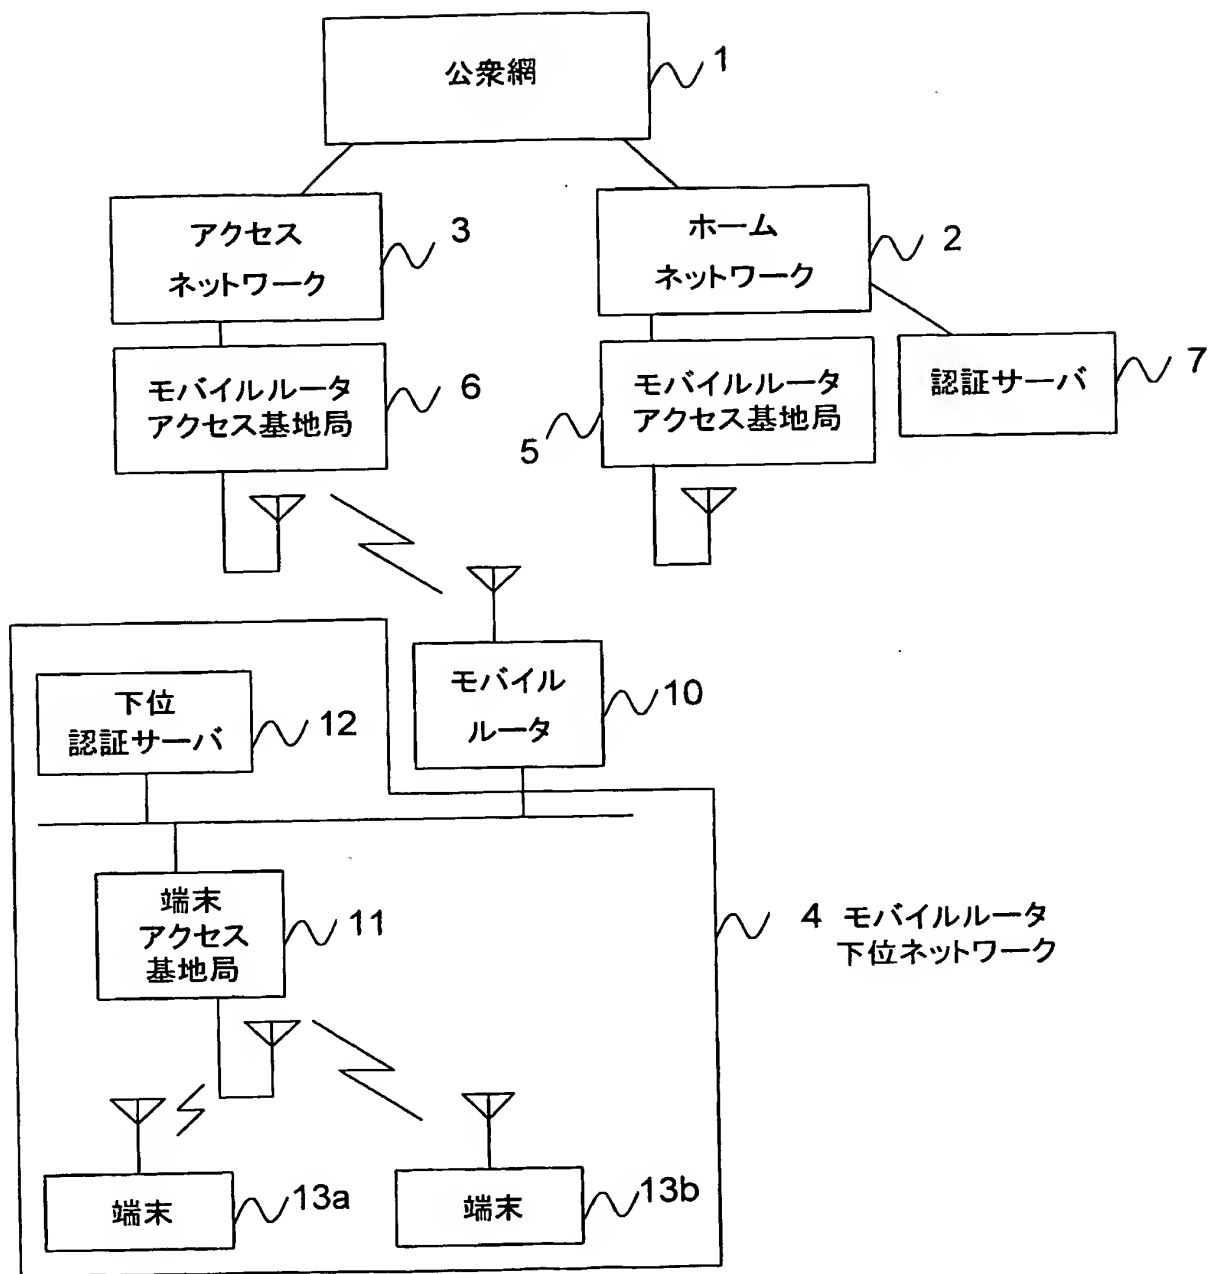 公衆網
1
アクセス
ネットワーク
3
ホーム
ネットワーク
2
モバイルルータ
アクセス基地局
6
モバイルルータ
アクセス基地局
5
認証サーバ
7
モバイル
ルータ
10
下位
認証サーバ
12
端末
アクセス
基地局
11
4 モバイルルータ
下位ネットワーク
端末
13a
端末
13b